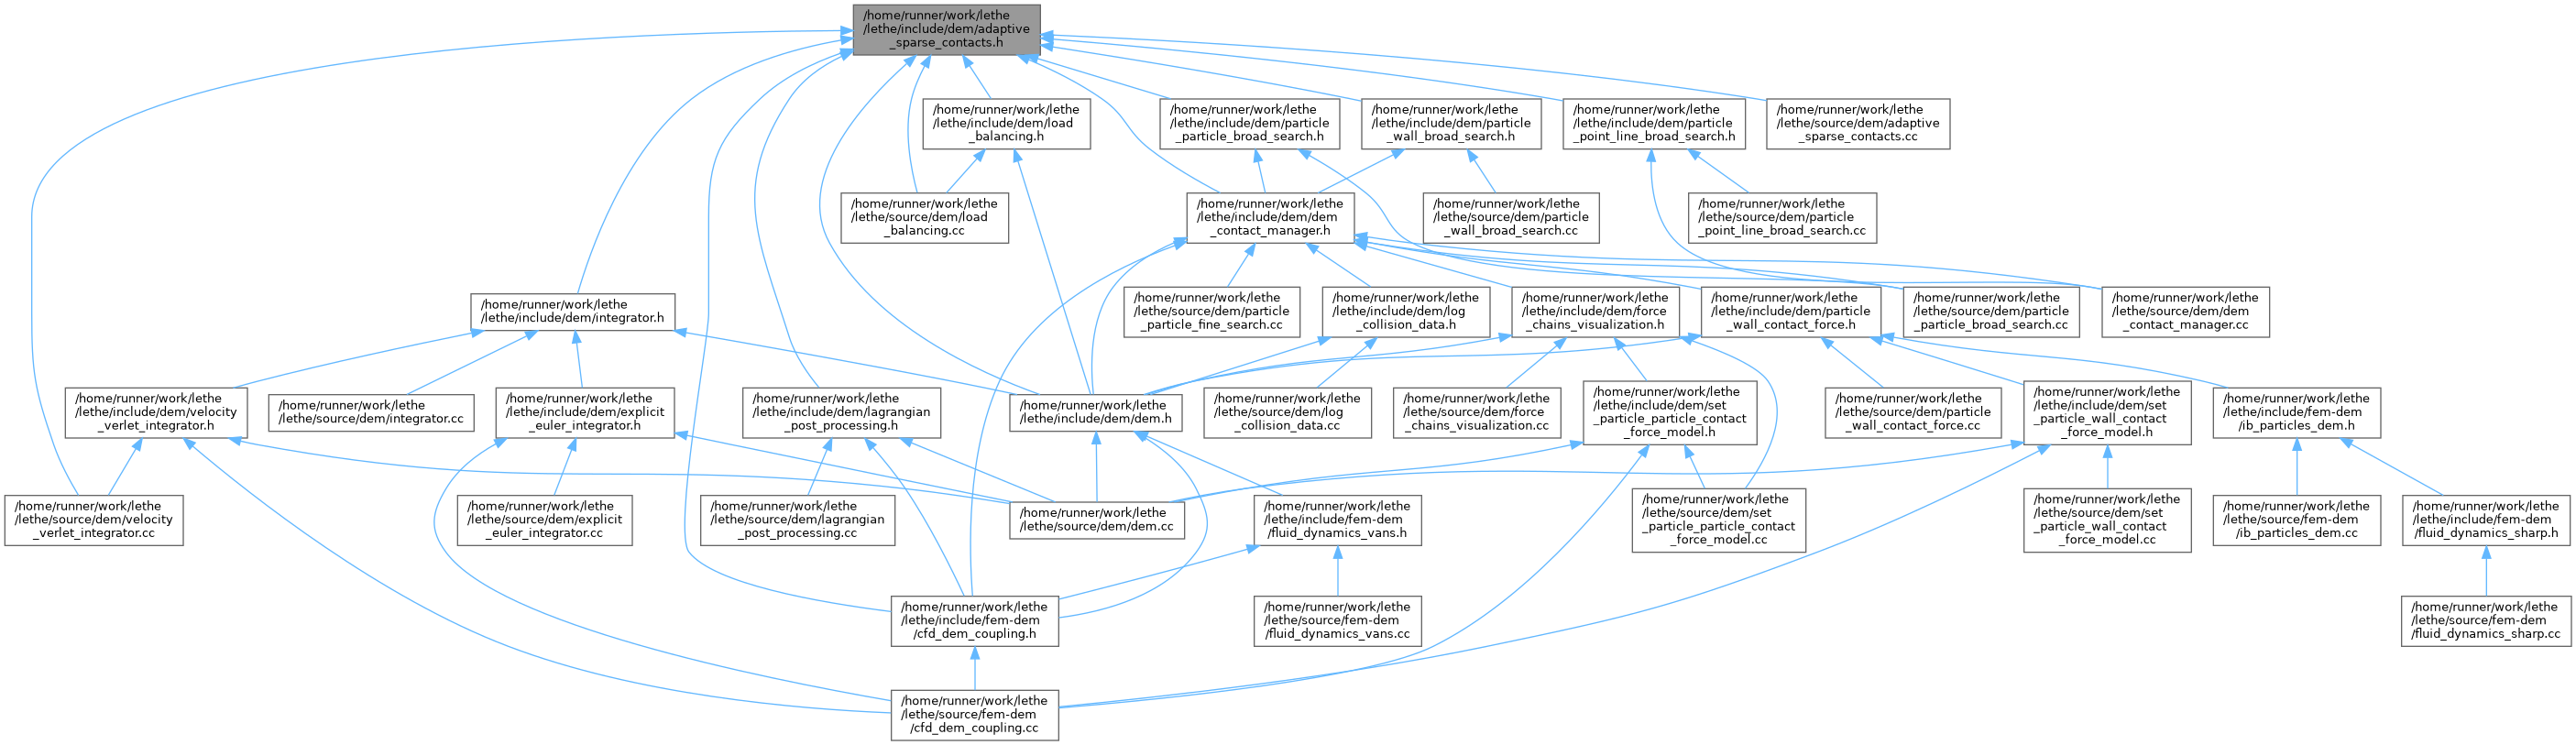 /home/runner/work/lethe
/lethe/include/dem/adaptive
_sparse_contacts.h
/home/runner/work/lethe
/lethe/include/dem/load
_balancing.h
/home/runner/work/lethe
/lethe/include/dem/particle
_particle_broad_search.h
/home/runner/work/lethe
/lethe/include/dem/particle
_wall_broad_search.h
/home/runner/work/lethe
/lethe/include/dem/particle
_point_line_broad_search.h
/home/runner/work/lethe
/lethe/source/dem/adaptive
_sparse_contacts.cc
/home/runner/work/lethe
/lethe/source/dem/load
_balancing.cc
/home/runner/work/lethe
/lethe/include/dem/dem
_contact_manager.h
/home/runner/work/lethe
/lethe/source/dem/particle
_wall_broad_search.cc
/home/runner/work/lethe
/lethe/source/dem/particle
_point_line_broad_search.cc
/home/runner/work/lethe
/lethe/include/dem/integrator.h
/home/runner/work/lethe
/lethe/source/dem/particle
_particle_fine_search.cc
/home/runner/work/lethe
/lethe/include/dem/log
_collision_data.h
/home/runner/work/lethe
/lethe/include/dem/force
_chains_visualization.h
/home/runner/work/lethe
/lethe/include/dem/particle
_wall_contact_force.h
/home/runner/work/lethe
/lethe/source/dem/particle
_particle_broad_search.cc
/home/runner/work/lethe
/lethe/source/dem/dem
_contact_manager.cc
/home/runner/work/lethe
/lethe/include/dem/velocity
_verlet_integrator.h
/home/runner/work/lethe
/lethe/source/dem/integrator.cc
/home/runner/work/lethe
/lethe/include/dem/explicit
_euler_integrator.h
/home/runner/work/lethe
/lethe/include/dem/lagrangian
_post_processing.h
/home/runner/work/lethe
/lethe/include/dem/dem.h
/home/runner/work/lethe
/lethe/source/dem/log
_collision_data.cc
/home/runner/work/lethe
/lethe/source/dem/force
_chains_visualization.cc
/home/runner/work/lethe
/lethe/include/dem/set
_particle_particle_contact
_force_model.h
/home/runner/work/lethe
/lethe/source/dem/particle
_wall_contact_force.cc
/home/runner/work/lethe
/lethe/include/dem/set
_particle_wall_contact
_force_model.h
/home/runner/work/lethe
/lethe/include/fem-dem
/ib_particles_dem.h
/home/runner/work/lethe
/lethe/source/dem/velocity
_verlet_integrator.cc
/home/runner/work/lethe
/lethe/source/dem/explicit
_euler_integrator.cc
/home/runner/work/lethe
/lethe/source/dem/lagrangian
_post_processing.cc
/home/runner/work/lethe
/lethe/source/dem/dem.cc
/home/runner/work/lethe
/lethe/include/fem-dem
/fluid_dynamics_vans.h
/home/runner/work/lethe
/lethe/source/dem/set
_particle_particle_contact
_force_model.cc
/home/runner/work/lethe
/lethe/source/dem/set
_particle_wall_contact
_force_model.cc
/home/runner/work/lethe
/lethe/source/fem-dem
/ib_particles_dem.cc
/home/runner/work/lethe
/lethe/include/fem-dem
/fluid_dynamics_sharp.h
/home/runner/work/lethe
/lethe/include/fem-dem
/cfd_dem_coupling.h
/home/runner/work/lethe
/lethe/source/fem-dem
/fluid_dynamics_vans.cc
/home/runner/work/lethe
/lethe/source/fem-dem
/fluid_dynamics_sharp.cc
/home/runner/work/lethe
/lethe/source/fem-dem
/cfd_dem_coupling.cc